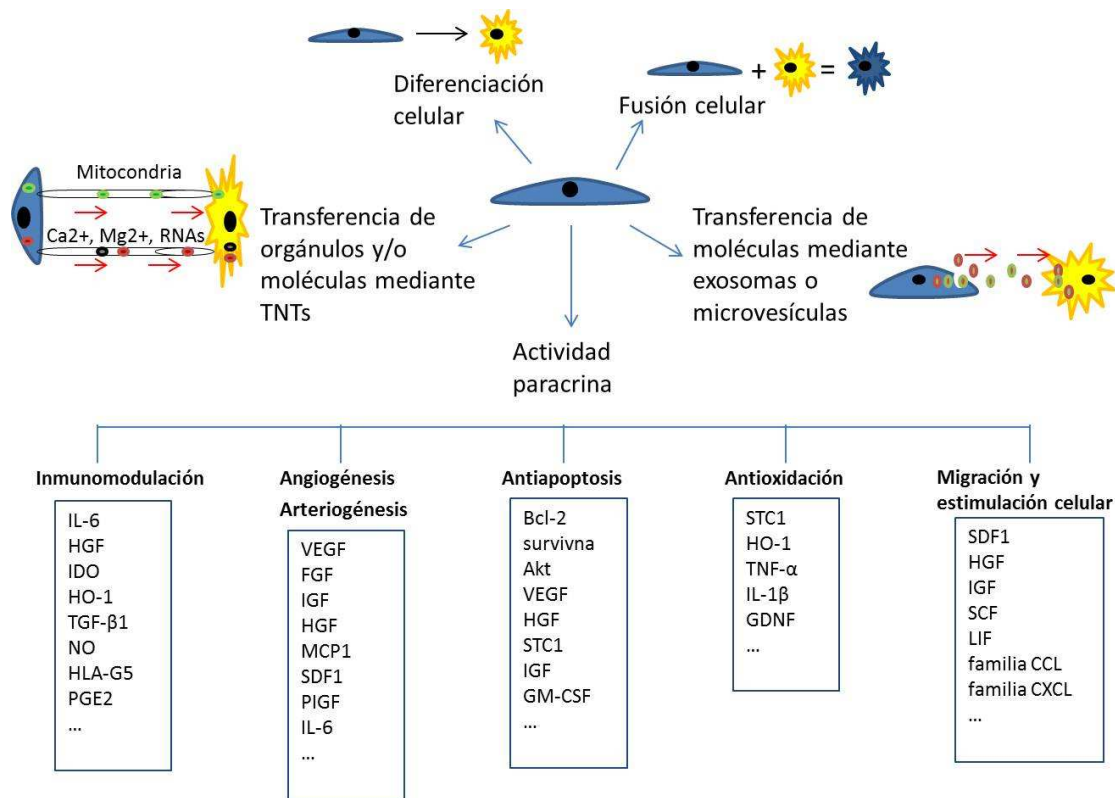 Diferenciación
celular
+ =
Fusión celular
Mitocondria
Ca2+, Mg2+, RNAs
Transferencia de
orgánulos y/o
moléculas mediante
TNTs
Transferencia de
moléculas mediante
exosomas o
microvesículas
Actividad
paracrina
Inmunomodulación
IL-6
HGF
IDO
HO-1
TGF-β1
NO
HLA-G5
PGE2
...
Angiogénesis
Arteriogénesis
VEGF
FGF
IGF
HGF
MCP1
SDF1
PIGF
IL-6
...
Antiapoptosis
Bcl-2
survivna
Akt
VEGF
HGF
STC1
IGF
GM-CSF
...
Antioxidación
STC1
HO-1
TNF-α
IL-1β
GDNF
...
Migración y
estimulación celular
SDF1
HGF
IGF
SCF
LIF
familia CCL
familia CXCL
...